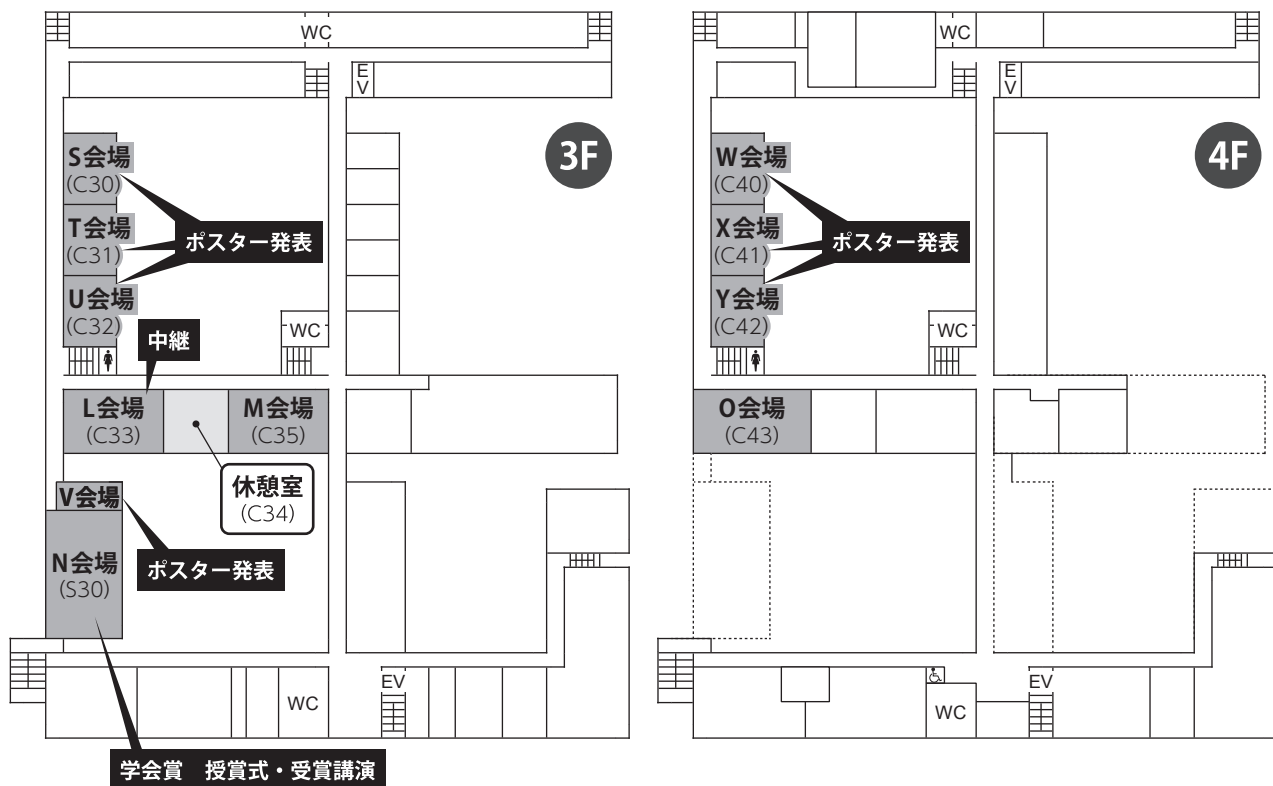 WC
E
V
3F
S会場
(C30)
T会場
(C31)
U会場
(C32)
ポスター発表
中継
WC
L会場
(C33)
M会場
(C35)
休憩室
(C34)
V会場
ポスター発表
N会場
(S30)
EV
WC
学会賞 授賞式・受賞講演
WC
E
V
4F
W会場
(C40)
X会場
(C41)
Y会場
(C42)
ポスター発表
WC
O会場
(C43)
EV
WC